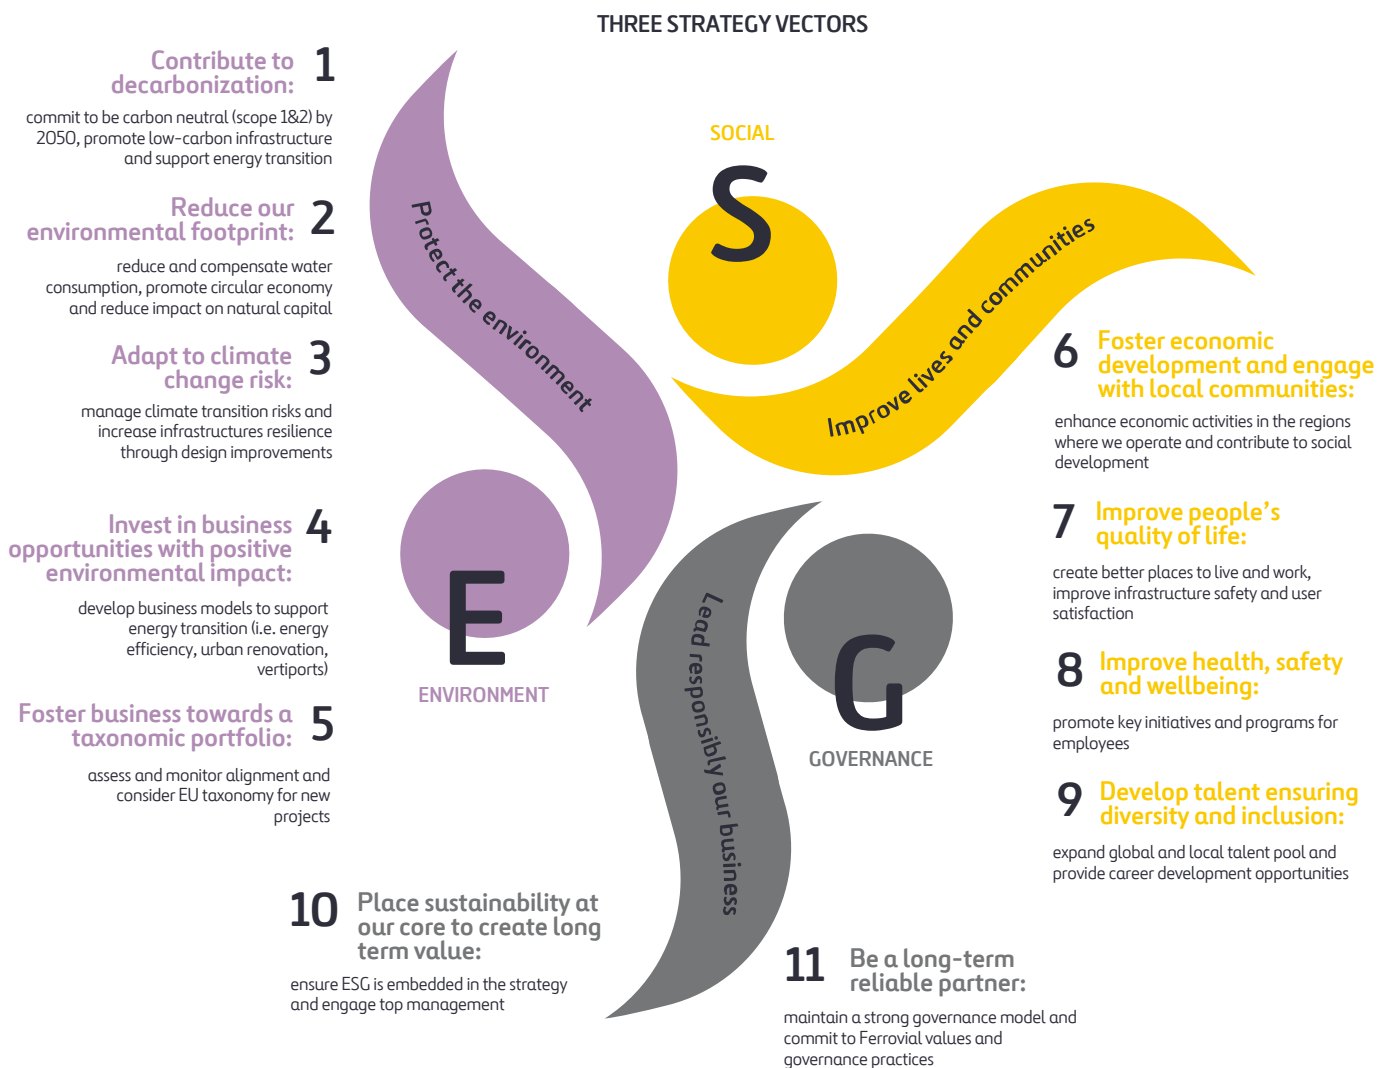 THREE STRATEGY VECTORS
1
Contribute to
decarbonization:
commit to be carbon neutral (scope 1&2) by
2050, promote low-carbon infrastructure
and support energy transition
2
Reduce our
environmental footprint:
reduce and compensate water
consumption, promote circular economy
and reduce impact on natural capital
3
Adapt to climate
change risk:
manage climate transition risks and
increase infrastructures resilience
through design improvements
4
Invest in business
opportunities with positive
environmental impact:
develop business models to support
energy transition (i.e. energy
efficiency, urban renovation,
vertiports)
5
Foster business towards a
taxonomic portfolio:
assess and monitor alignment and
consider EU taxonomy for new
projects
Protect the environment
E
ENVIRONMENT
SOCIAL
S
Improve lives and communities
6
Foster economic
development and engage
with local communities:
enhance economic activities in the regions
where we operate and contribute to social
development
7
Improve people's
quality of life:
create better places to live and work,
improve infrastructure safety and user
satisfaction
8
Improve health, safety
and wellbeing:
promote key initiatives and programs for
employees
9
Develop talent ensuring
diversity and inclusion:
expand global and local talent pool and
provide career development opportunities
Lead responsibly our business
G
GOVERNANCE
10
Place sustainability at
our core to create long
term value:
ensure ESG is embedded in the strategy
and engage top management
11
Be a long-term
reliable partner:
maintain a strong governance model and
commit to Ferrovial values and
governance practices